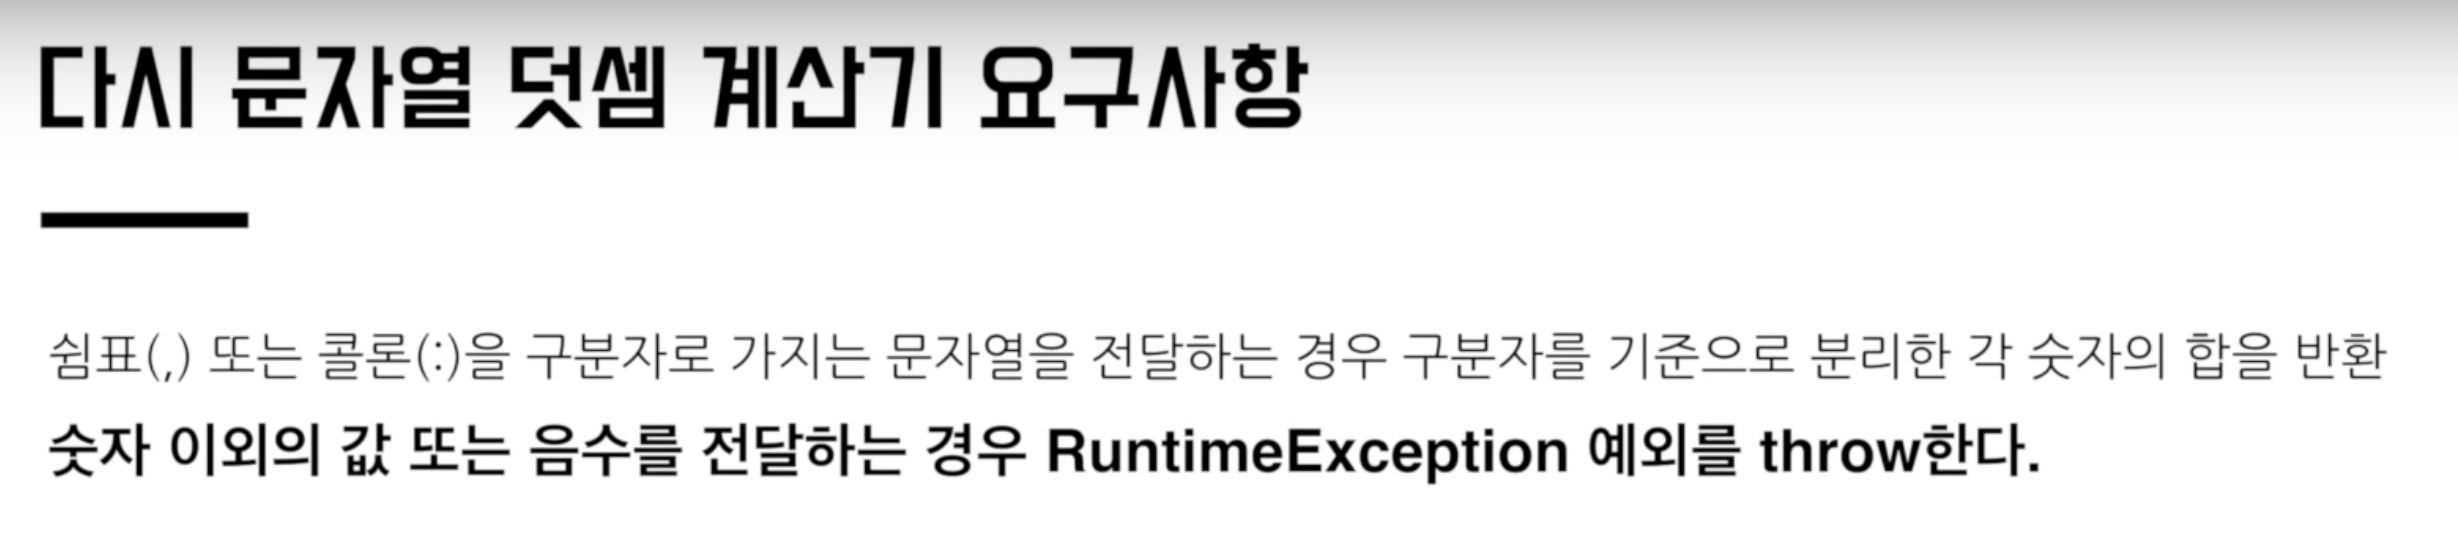 다시 문자열 덧셈 계산기 요구사항
쉼표(,) 또는 콜론(:)을 구분자로 가지는 문자열을 전달하는 경우 구분자를 기준으로 분리한 각 숫자의 합을 반환
숫자 이외의 값 또는 음수를 전달하는 경우 RuntimeException 예외를 throw한다.